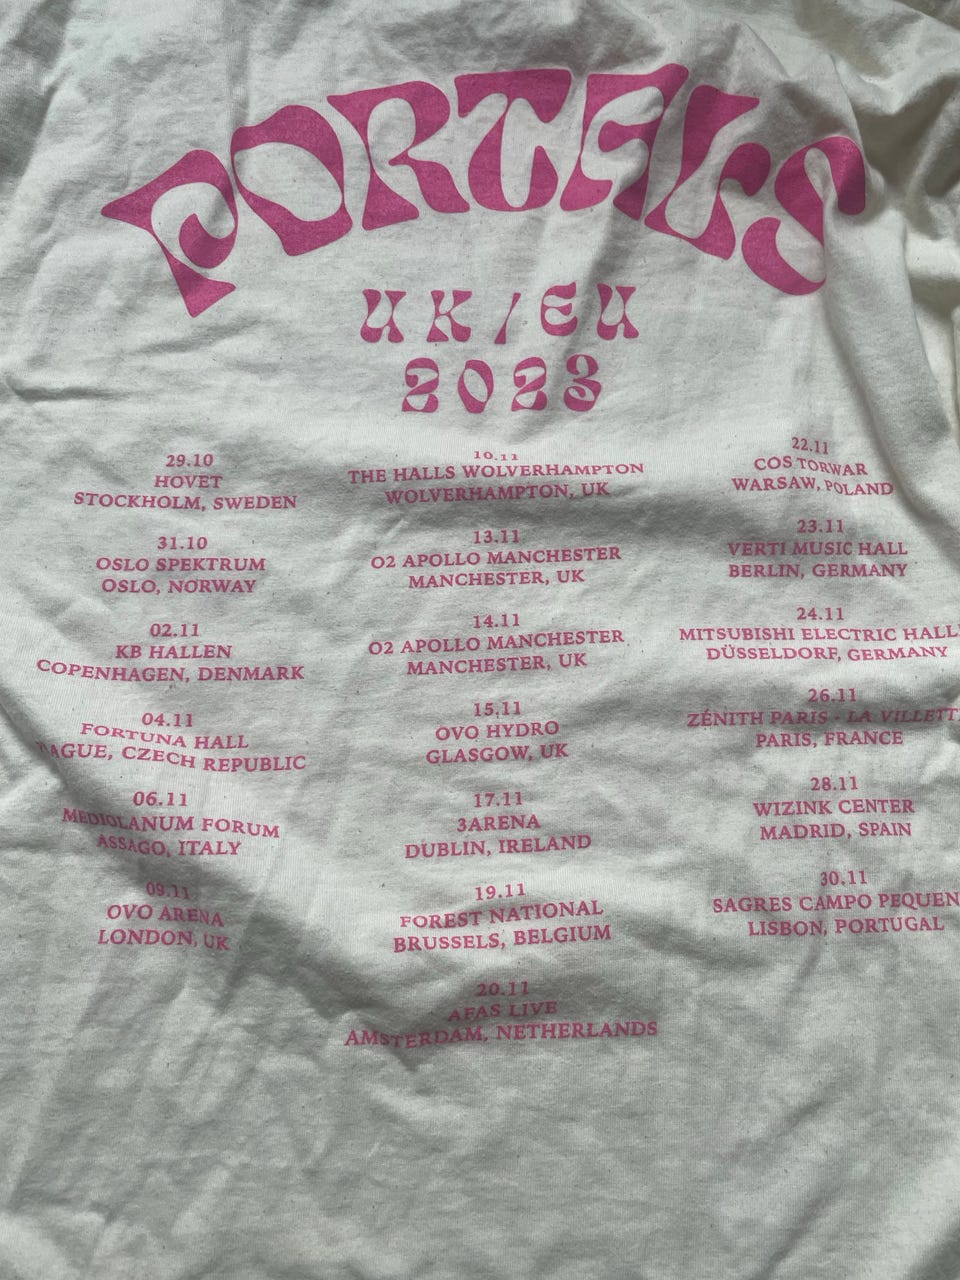 PORTALS
UK/EU
2023
29.10
HOVET
STOCKHOLM, SWEDEN
31.10
OSLO SPEKTRUM
OSLO, NORWAY
02.11
KB HALLEN
COPENHAGEN, DENMARK
04.11
FORTUNA HALL
AGUE, CZECH REPUBLIC
06.11
MEDIOLANUM FORUM
ASSAGO, ITALY
09.11
OVO ARENA
LONDON, UK
10.11
THE HALLS WOLVERHAMPTON
WOLVERHAMPTON, UK
13.11
O2 APOLLO MANCHESTER
MANCHESTER, UK
14.11
O2 APOLLO MANCHESTER
MANCHESTER, UK
15.11
OVO HYDRO
GLASGOW, UK
17.11
3ARENA
DUBLIN, IRELAND
19.11
FOREST NATIONAL
BRUSSELS, BELGIUM
20.11
AFAS LIVE
AMSTERDAM, NETHERLANDS
22.11
COS TORWAR
WARSAW, POLAND
23.11
VERTI MUSIC HALL
BERLIN, GERMANY
24.11
MITSUBISHI ELECTRIC HALL
DÜSSELDORF, GERMANY
26.11
ZÉNITH PARIS - LA VILLETT
PARIS, FRANCE
28.11
WIZINK CENTER
MADRID, SPAIN
30.11
SAGRES CAMPO PEQUEN
LISBON, PORTUGAL